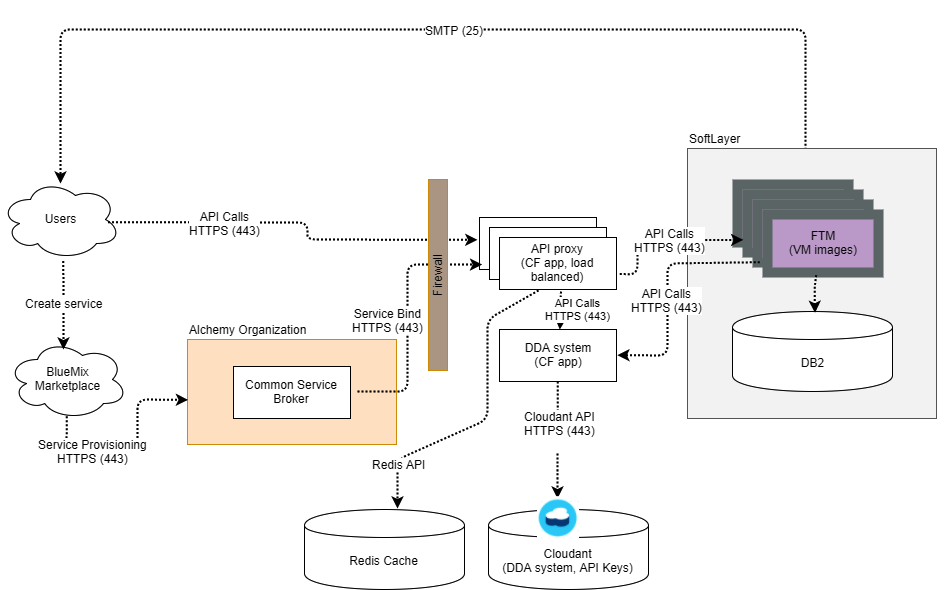 SMTP (25)
SoftLayer
Users
API Calls
HTTPS (443)
Firewall
API proxy
(CF app, load
balanced)
API Calls
HTTPS (443)
FTM
(VM images)
Create service
Service Bind
HTTPS (443)
API Calls
HTTPS (443)
API Calls
HTTPS (443)
Alchemy Organization
BlueMix
Marketplace
Common Service
Broker
DDA system
(CF app)
DB2
Service Provisioning
HTTPS (443)
Cloudant API
HTTPS (443)
Redis API
Redis Cache
Cloudant
(DDA system, API Keys)